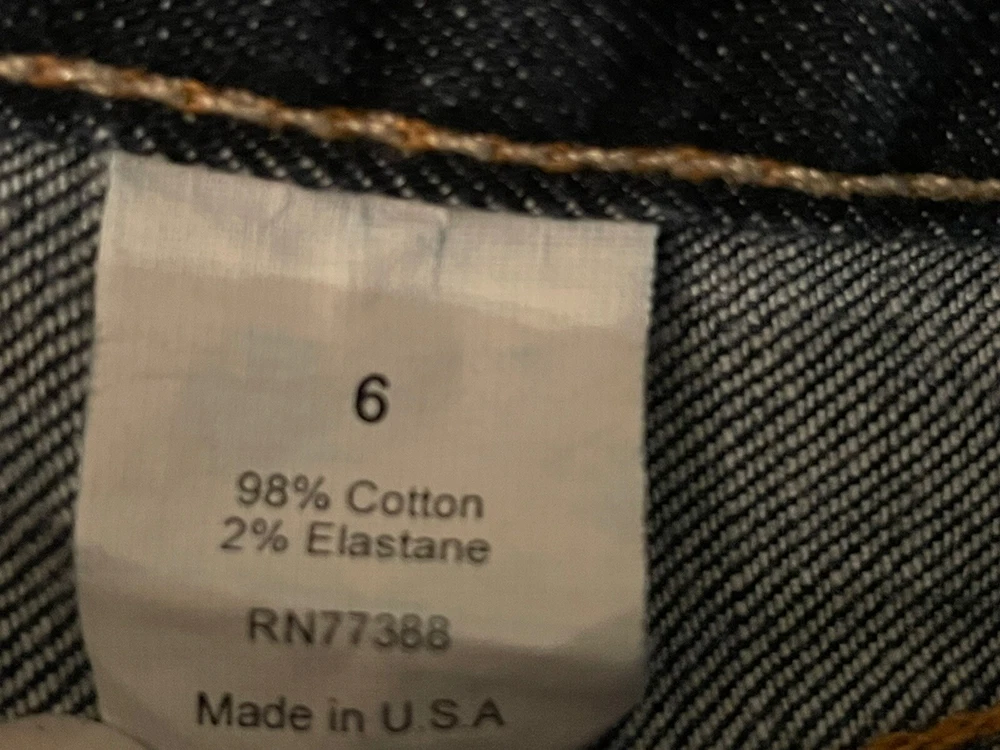 6
98% Cotton
2% Elastane
RN77388
Made in U.S.A